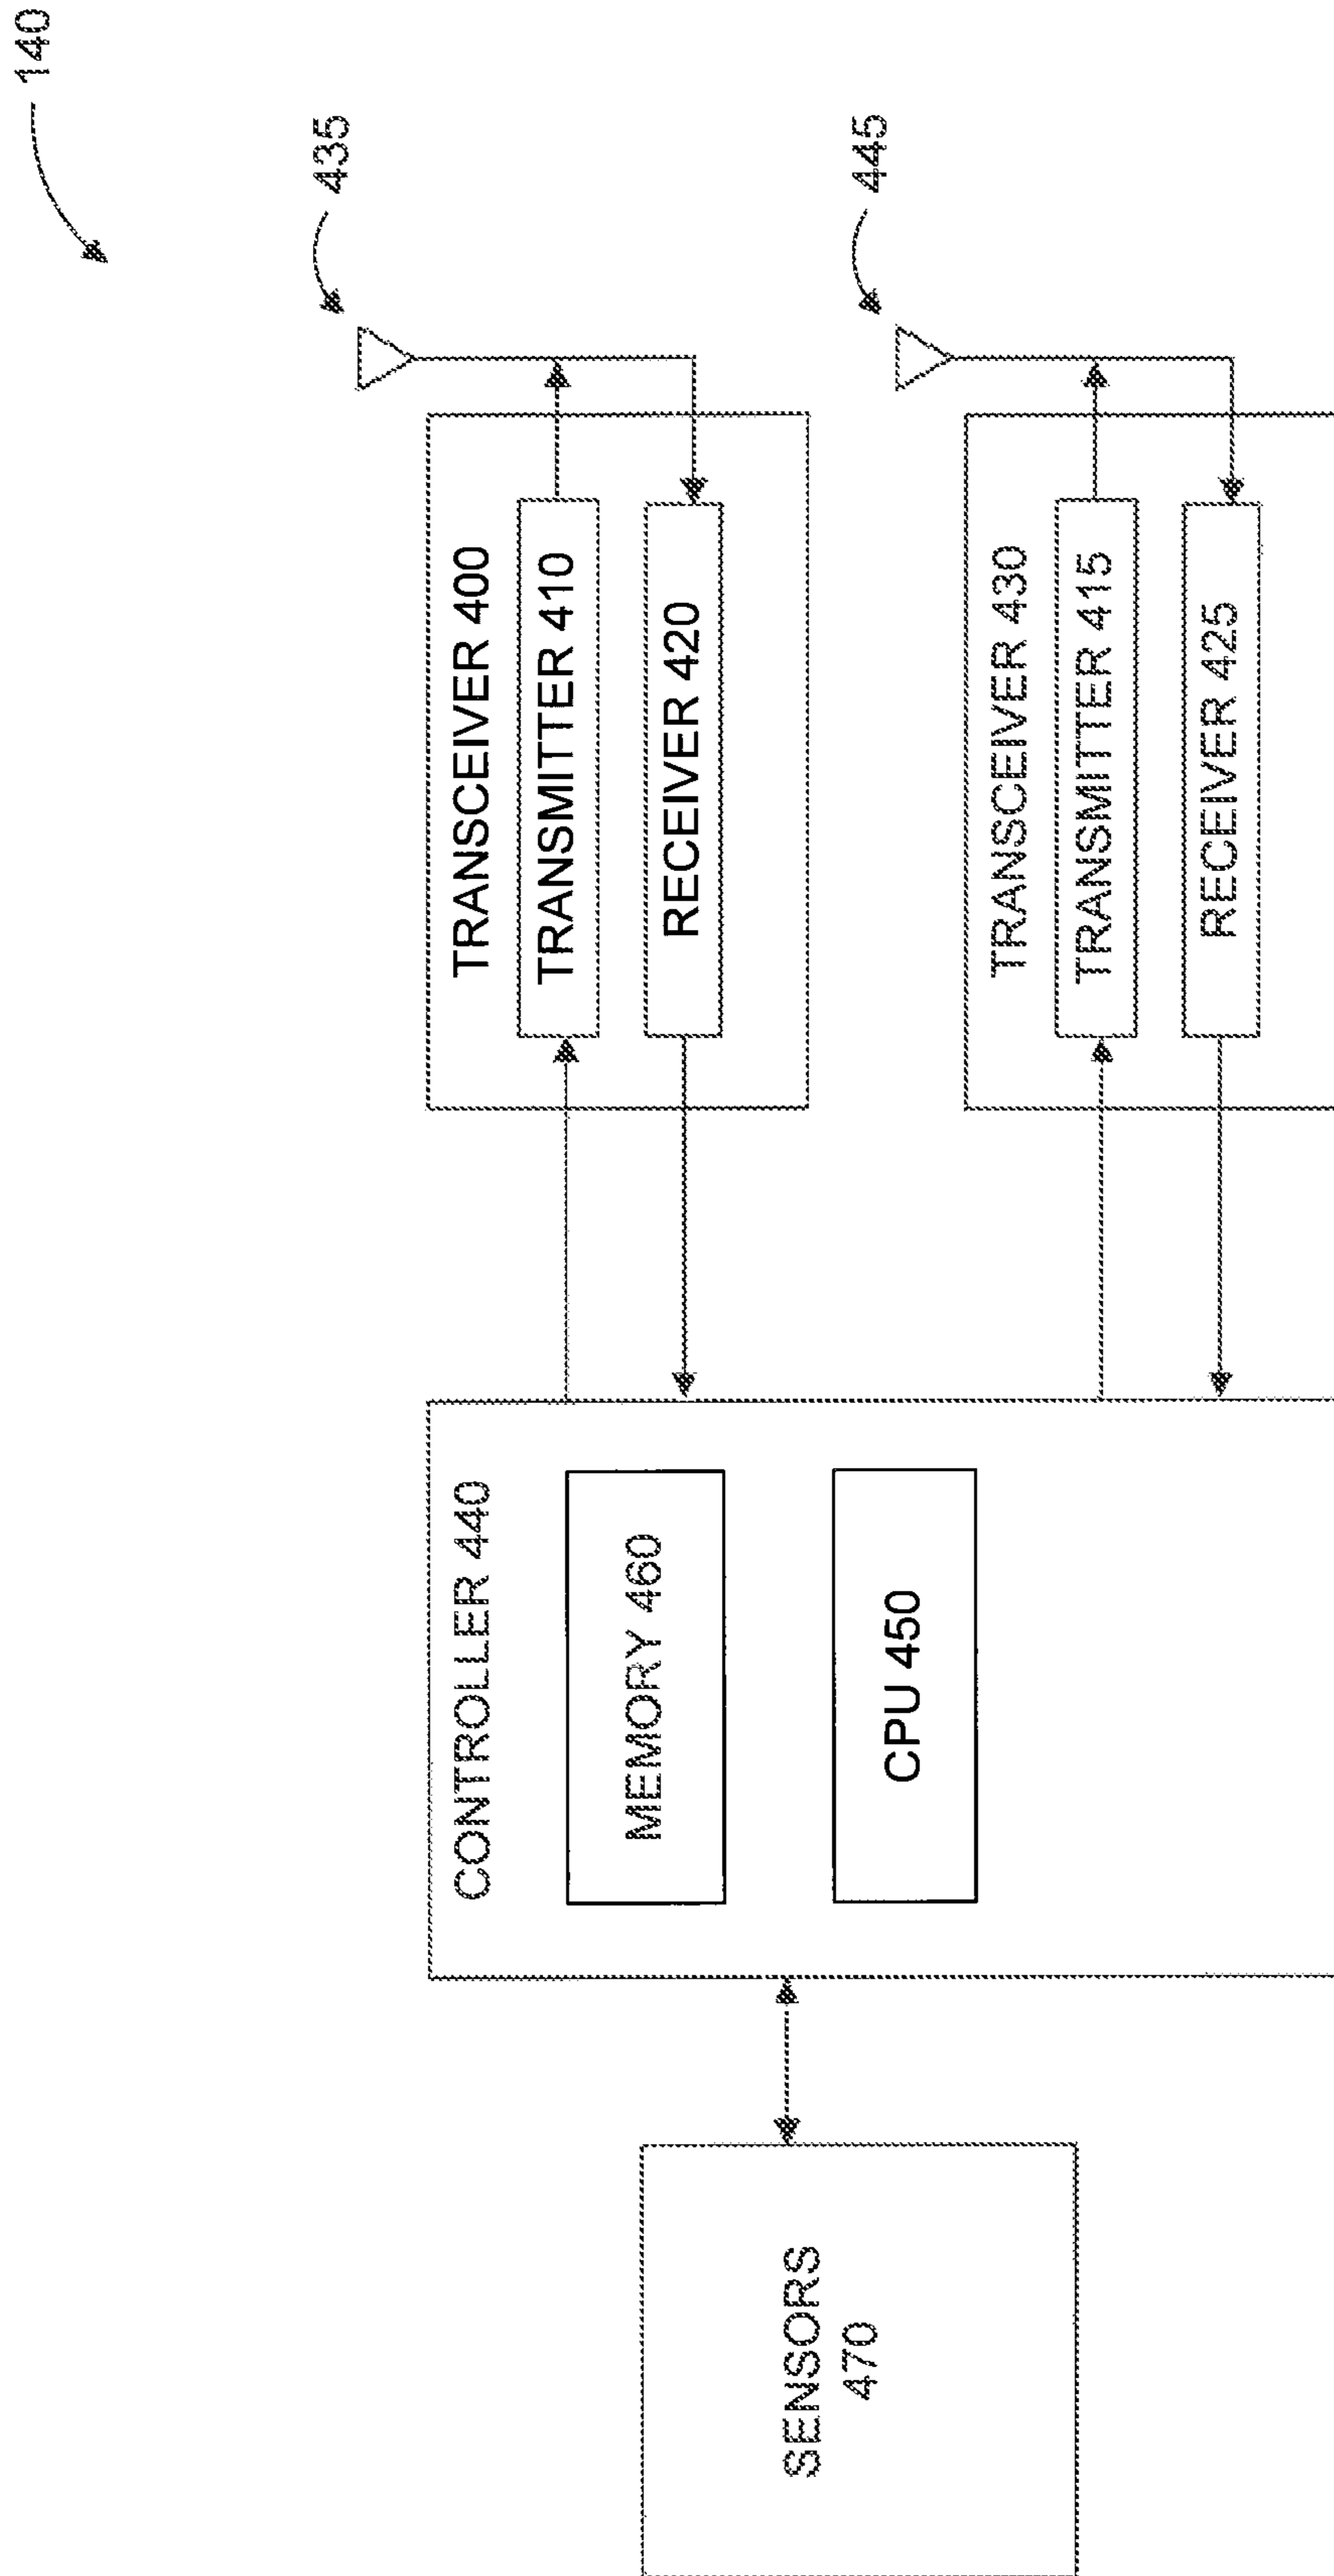 140
435
TRANSCEIVER 400
TRANSMITTER 410
RECEIVER 420
445
TRANSCEIVER 430
TRANSMITTER 415
RECEIVER 425
CONTROLLER 440
MEMORY 460
CPU 450
SENSORS
470